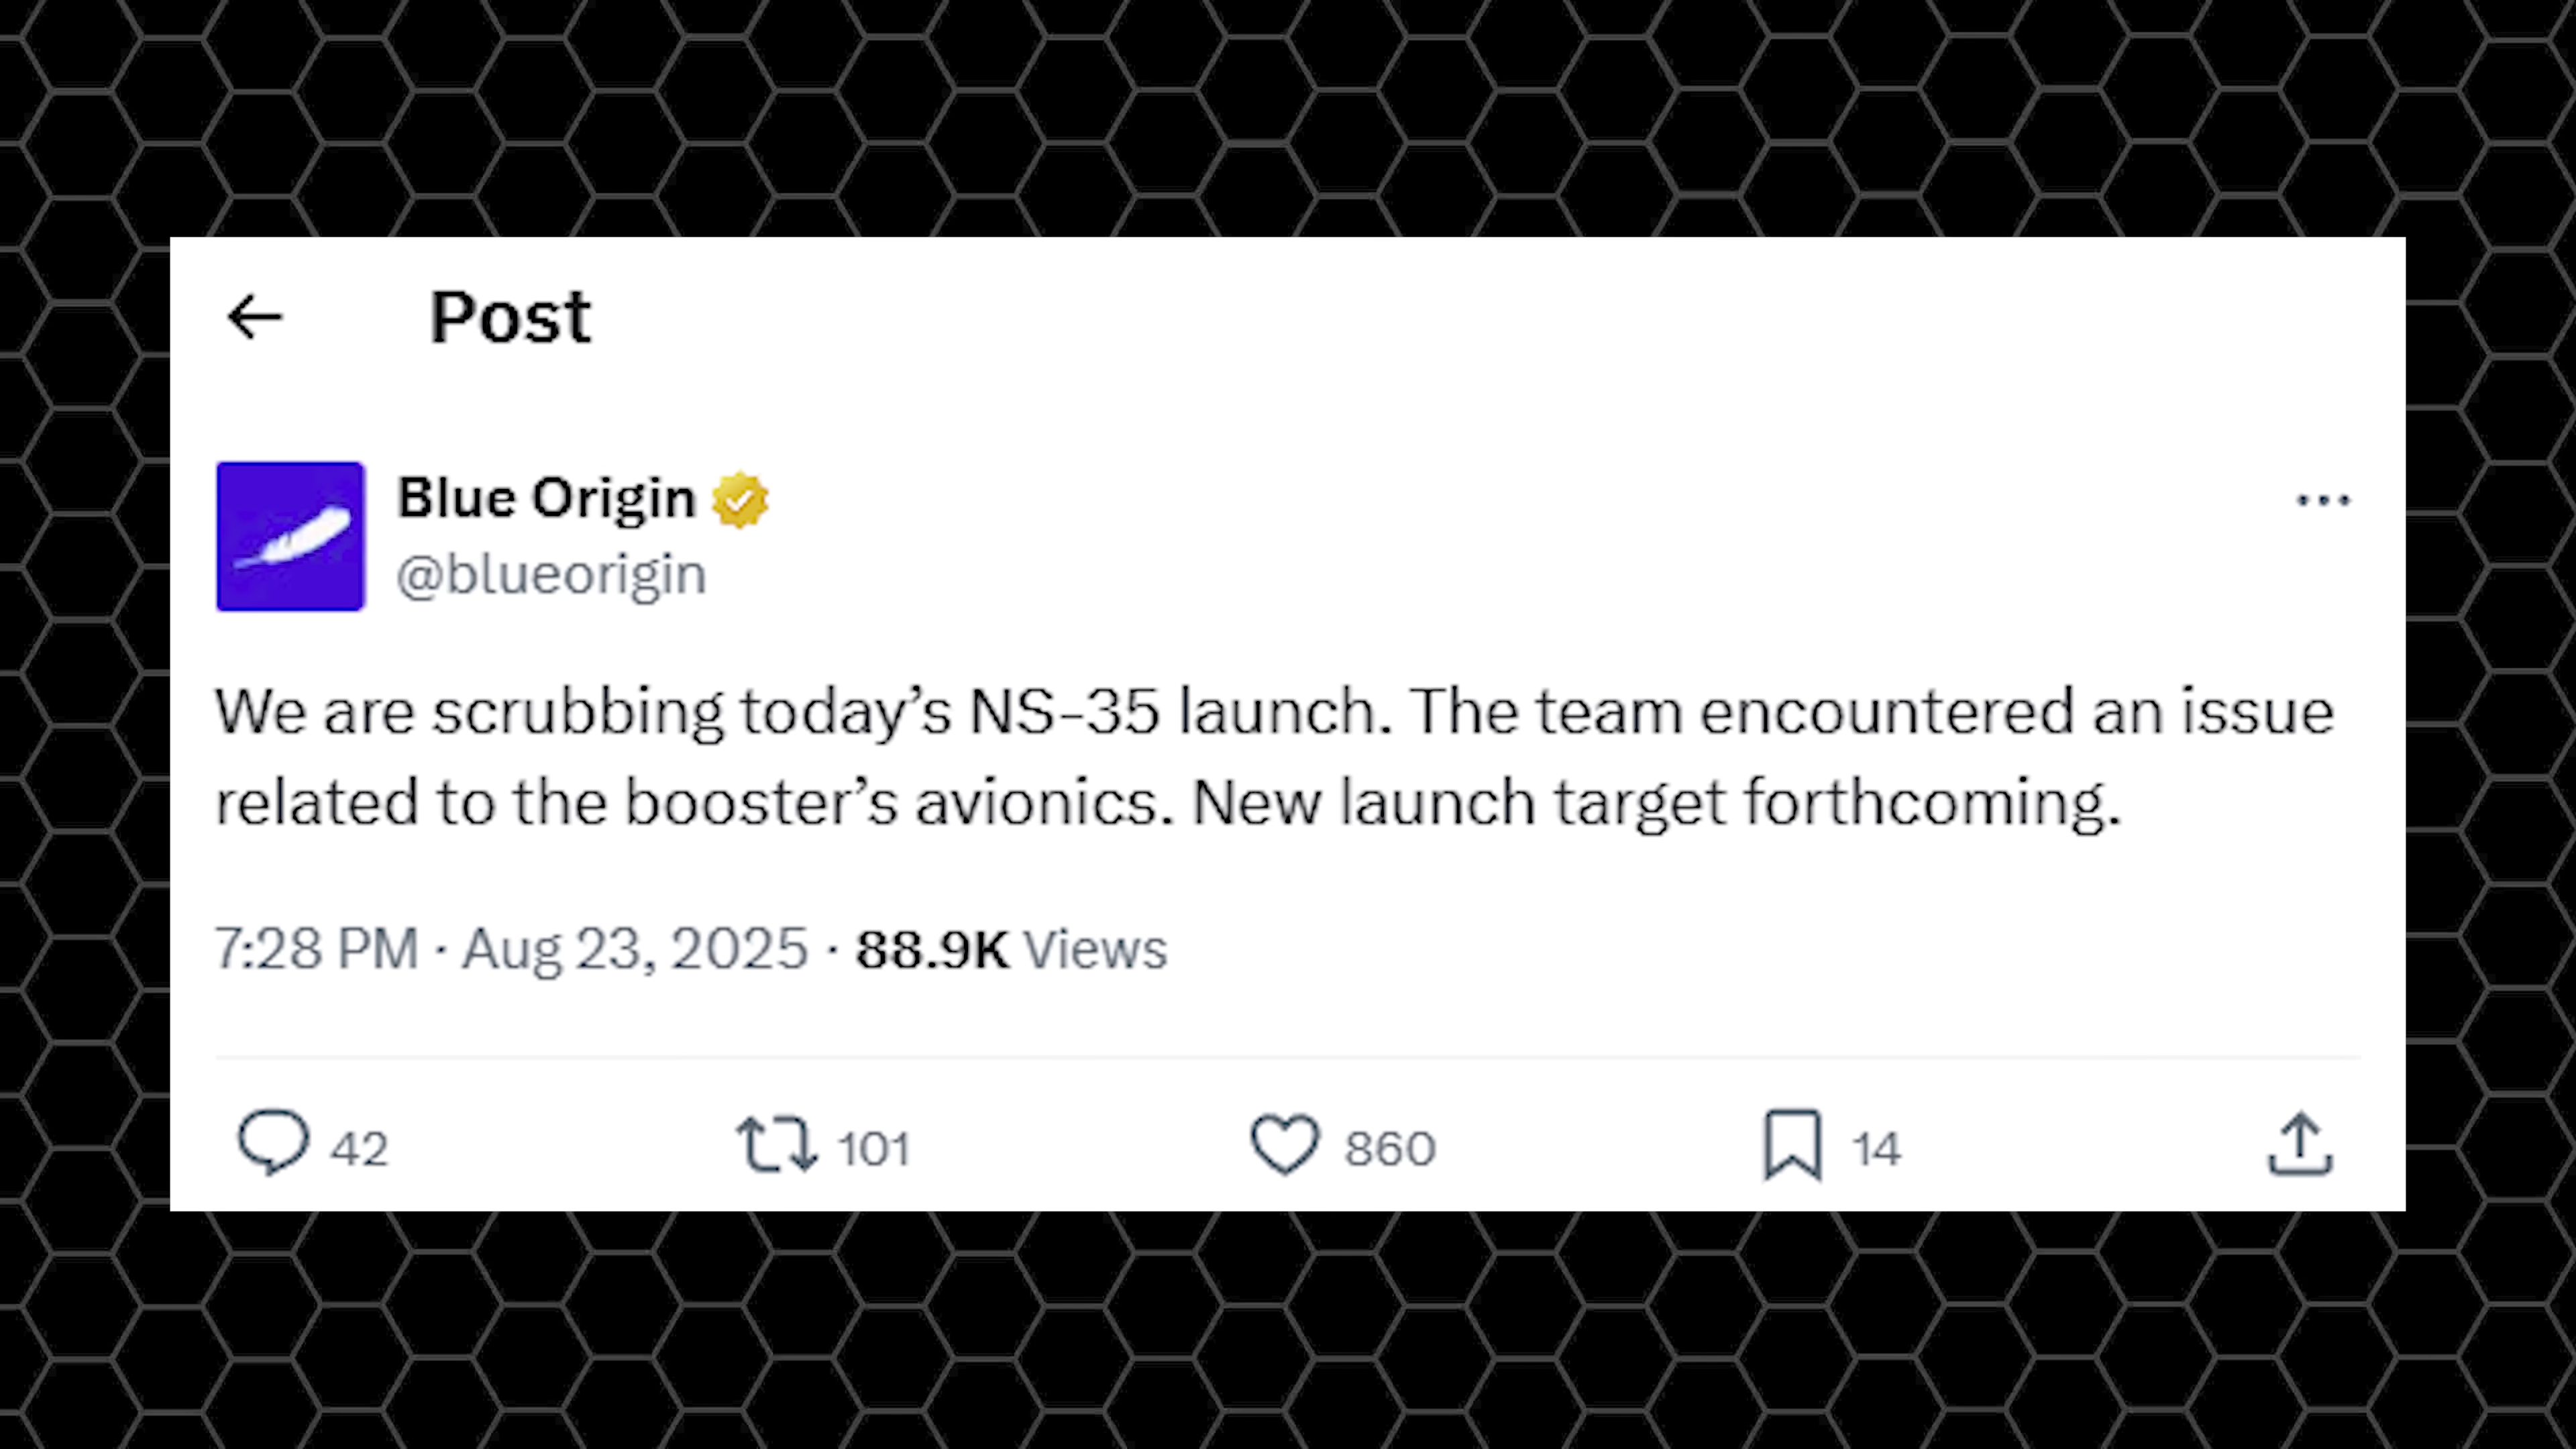 Post
Blue Origin
@blueorigin
We are scrubbing today’s NS-35 launch. The team encountered an issue
related to the booster’s avionics. New launch target forthcoming.
7:28 PM · Aug 23, 2025 · 88.9K Views
42 101 860 14